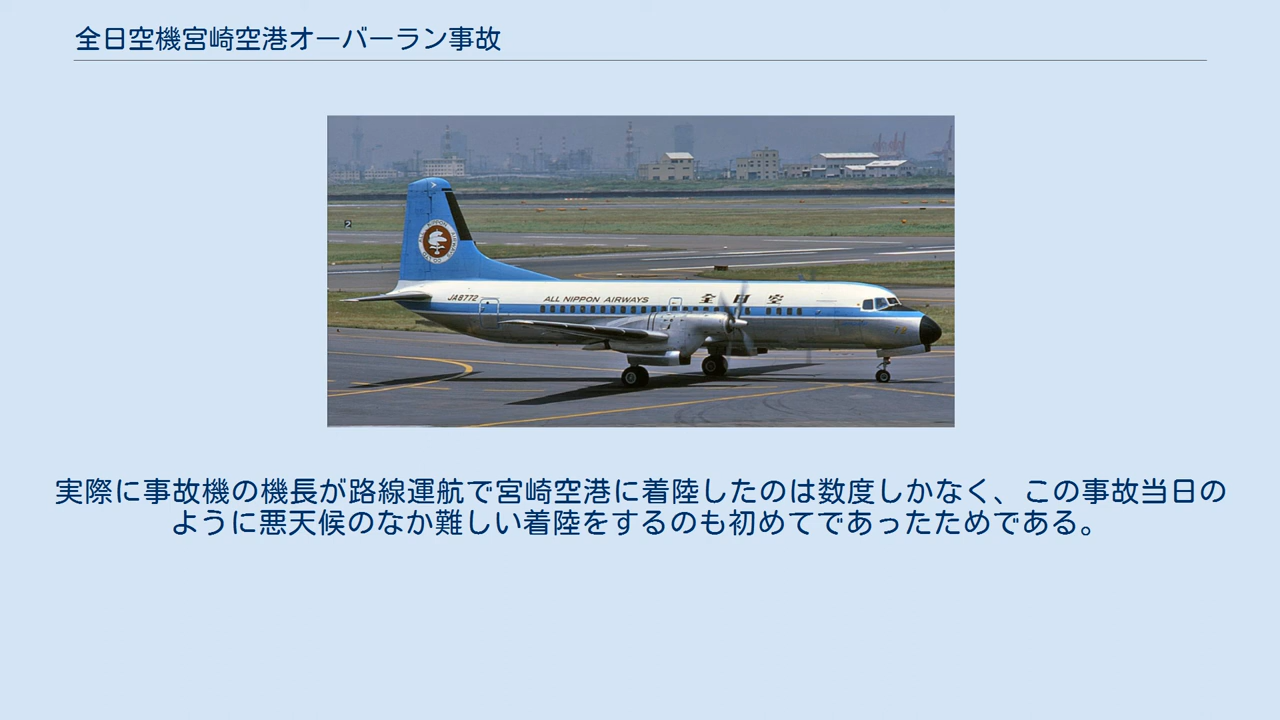 全日空機宮崎空港オーバーラン事故
2
JA8772
ALL NIPPON AIRWAYS
全日空
実際に事故機の機長が路線運航で宮崎空港に着陸したのは数度しかなく、この事故当日の
ように悪天候のなか難しい着陸をするのも初めてであったためである。